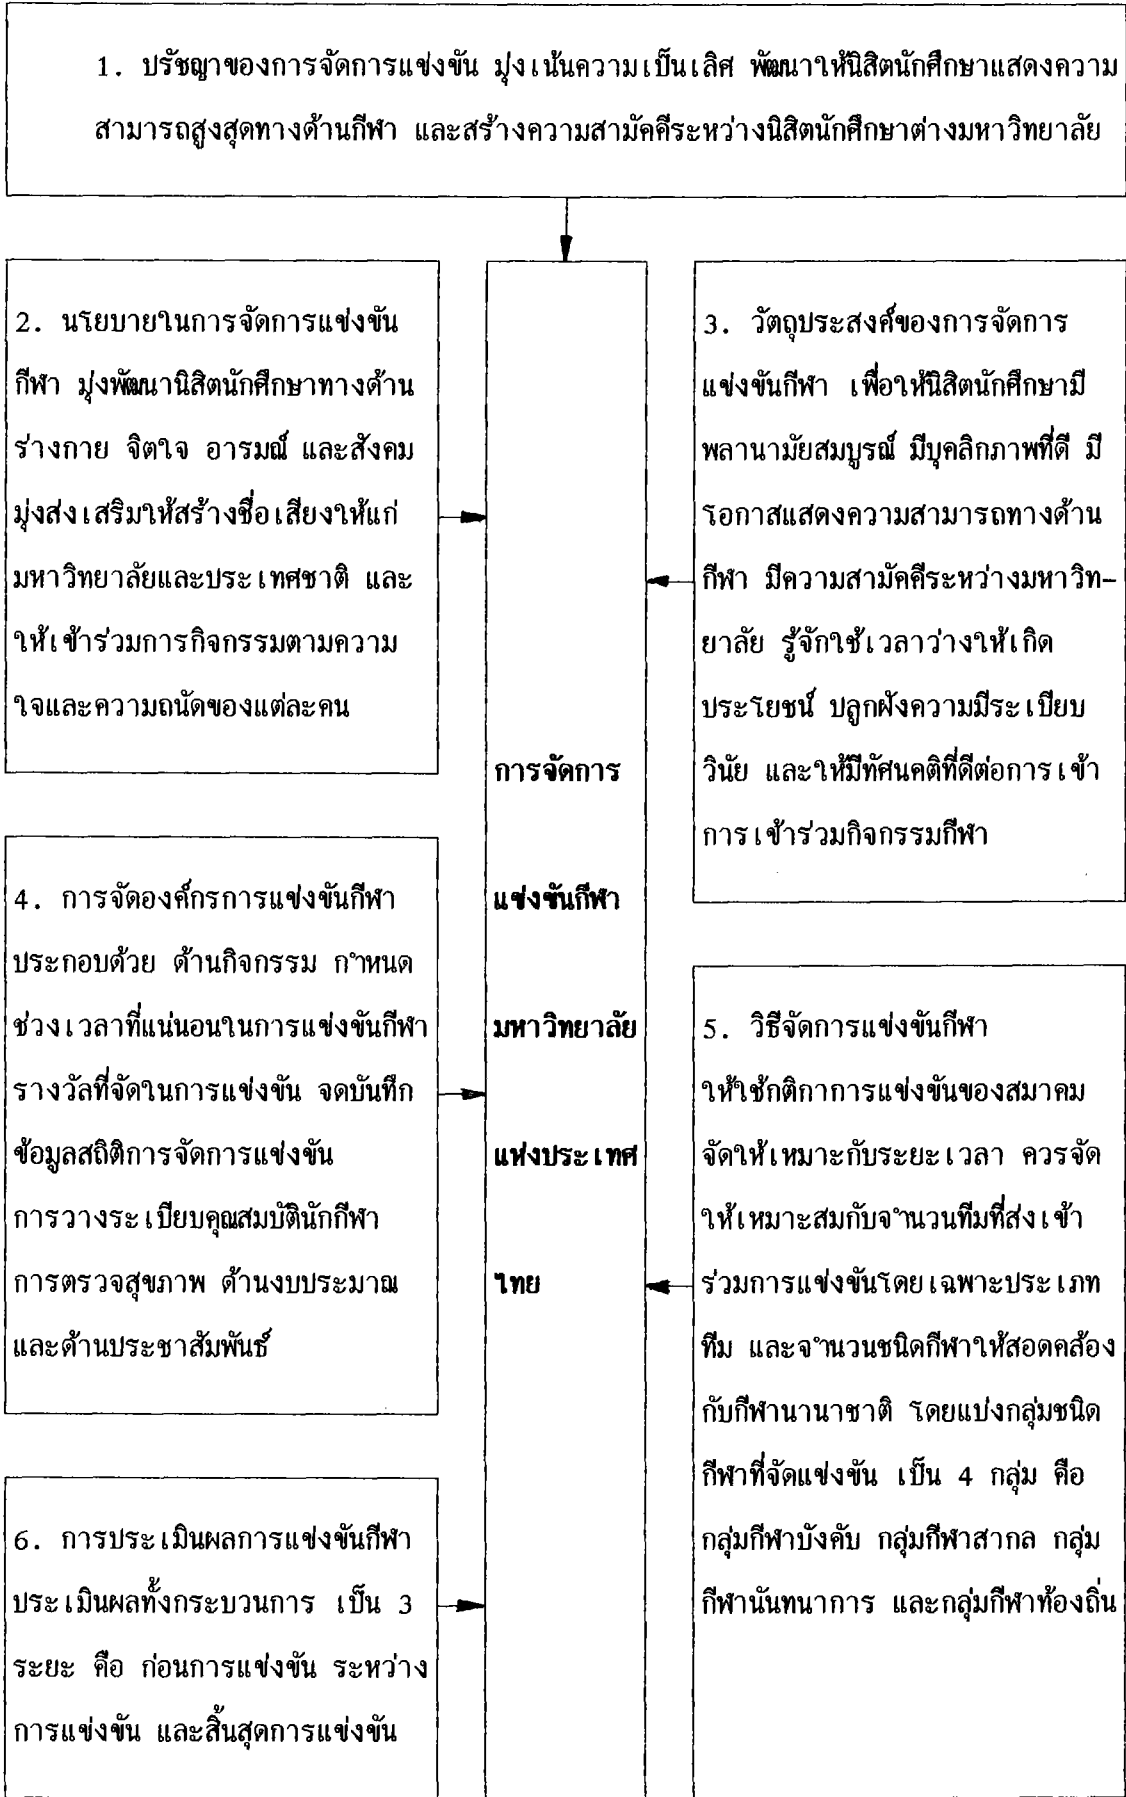 1. ปรัชญาของการจัดการแข่งขัน มุ่งเน้นความเป็นเลิศ พัฒนาให้นิสิตนักศึกษาแสดงความ
สามารถสูงสุดทางด้านกีฬา และสร้างความสามัคคีระหว่างนิสิตนักศึกษาต่างมหาวิทยาลัย
2. นโยบายในการจัดการแข่งขัน
กีฬา มุ่งพัฒนานิสิตนักศึกษาทางด้าน
ร่างกาย จิตใจ อารมณ์ และสังคม
มุ่งส่งเสริมให้สร้างชื่อเสียงให้แก่
มหาวิทยาลัยและประเทศชาติ และ
ให้เข้าร่วมการกิจกรรมตามความ
ใจและความถนัดของแต่ละคน
3. วัตถุประสงค์ของการจัดการ
แข่งขันกีฬา เพื่อให้นิสิตนักศึกษามี
พลานามัยสมบูรณ์ มีบุคลิกภาพที่ดี มี
โอกาสแสดงความสามารถทางด้าน
กีฬา มีความสามัคคีระหว่างมหาวิท-
ยาลัย รู้จักใช้เวลาว่างให้เกิด
ประโยชน์ ปลูกฝังความมีระเบียบ
วินัย และให้มีทัศนคติที่ดีต่อการเข้า
การเข้าร่วมกิจกรรมกีฬา
การจัดการ
แข่งขันกีฬา
มหาวิทยาลัย
แห่งประเทศ
ไทย
4. การจัดองค์กรการแข่งขันกีฬา
ประกอบด้วย ด้านกิจกรรม กำหนด
ช่วงเวลาที่แน่นอนในการแข่งขันกีฬา
รางวัลที่จัดในการแข่งขัน จดบันทึก
ข้อมูลสถิติการจัดการแข่งขัน
การวางระเบียบคุณสมบัตินักกีฬา
การตรวจสุขภาพ ด้านงบประมาณ
และด้านประชาสัมพันธ์
5. วิธีจัดการแข่งขันกีฬา
ให้ใช้กติกาการแข่งขันของสมาคม
จัดให้เหมาะกับระยะเวลา ควรจัด
ให้เหมาะสมกับจำนวนทีมที่ส่งเข้า
ร่วมการแข่งขันโดยเฉพาะประเภท
ทีม และจำนวนชนิดกีฬาให้สอดคล้อง
กับกีฬานานาชาติ โดยแบ่งกลุ่มชนิด
กีฬาที่จัดแข่งขัน เป็น 4 กลุ่ม คือ
กลุ่มกีฬาบังคับ กลุ่มกีฬาสากล กลุ่ม
กีฬานันทนาการ และกลุ่มกีฬาท้องถิ่น
6. การประเมินผลการแข่งขันกีฬา
ประเมินผลทั้งกระบวนการ เป็น 3
ระยะ คือ ก่อนการแข่งขัน ระหว่าง
การแข่งขัน และสิ้นสุดการแข่งขัน